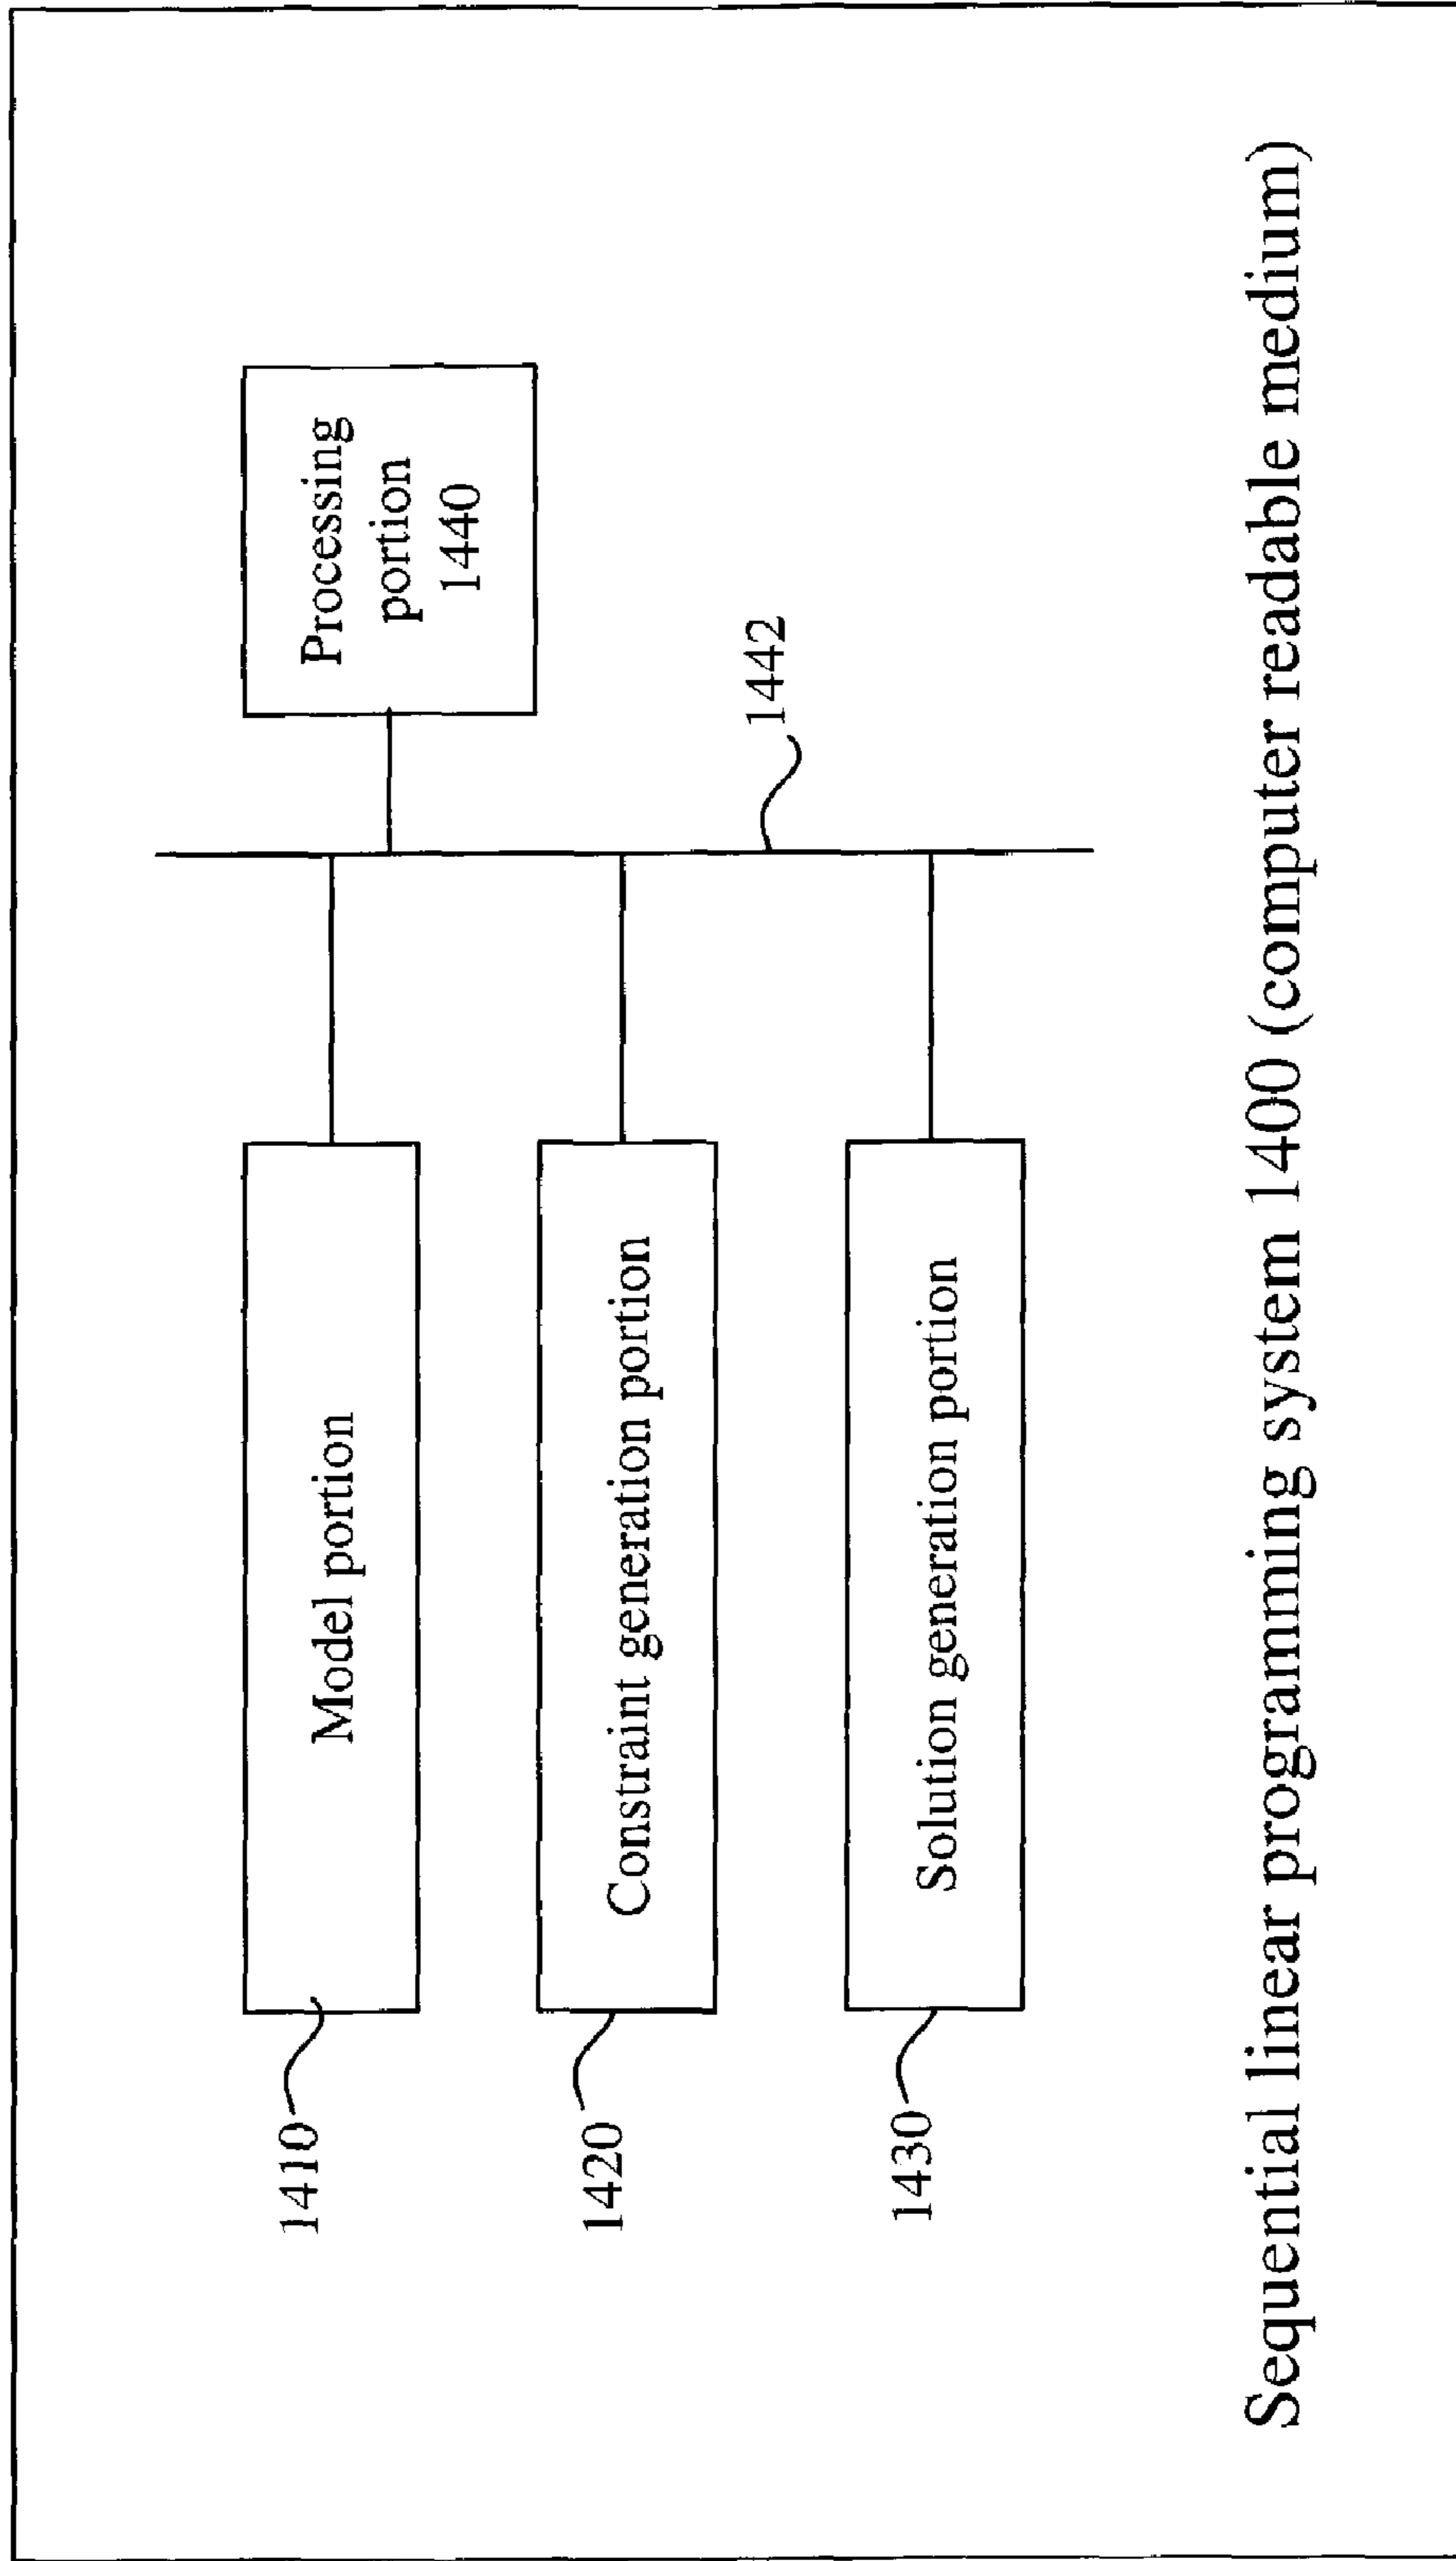 1410
Model portion
1420
Constraint generation portion
1430
Solution generation portion
Processing
portion
1440
1442
Sequential linear programming system 1400 (computer readable medium)